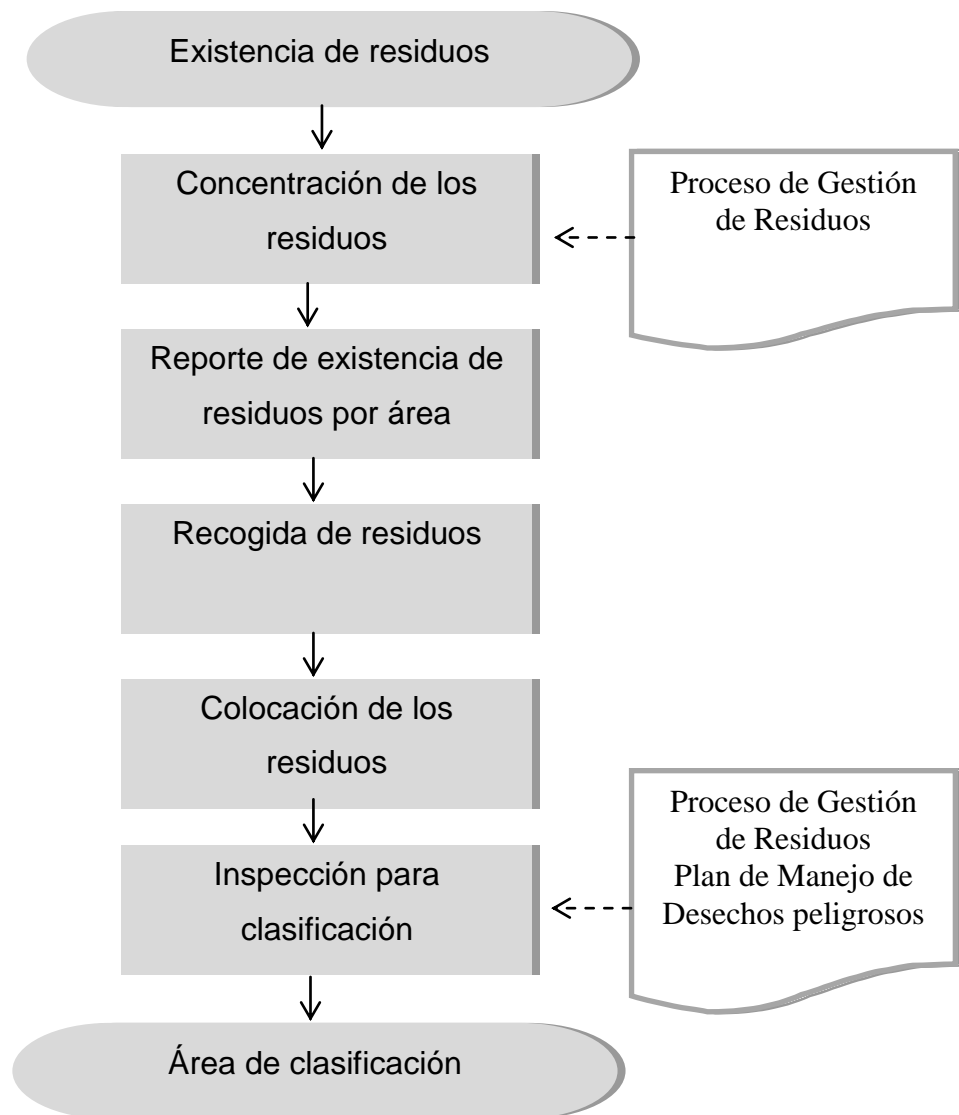 Existencia de residuos
Concentración de los
residuos
Proceso de Gestión
de Residuos
Reporte de existencia de
residuos por área
Recogida de residuos
Colocación de los
residuos
Inspección para
clasificación
Proceso de Gestión
de Residuos
Plan de Manejo de
Desechos peligrosos
Área de clasificación